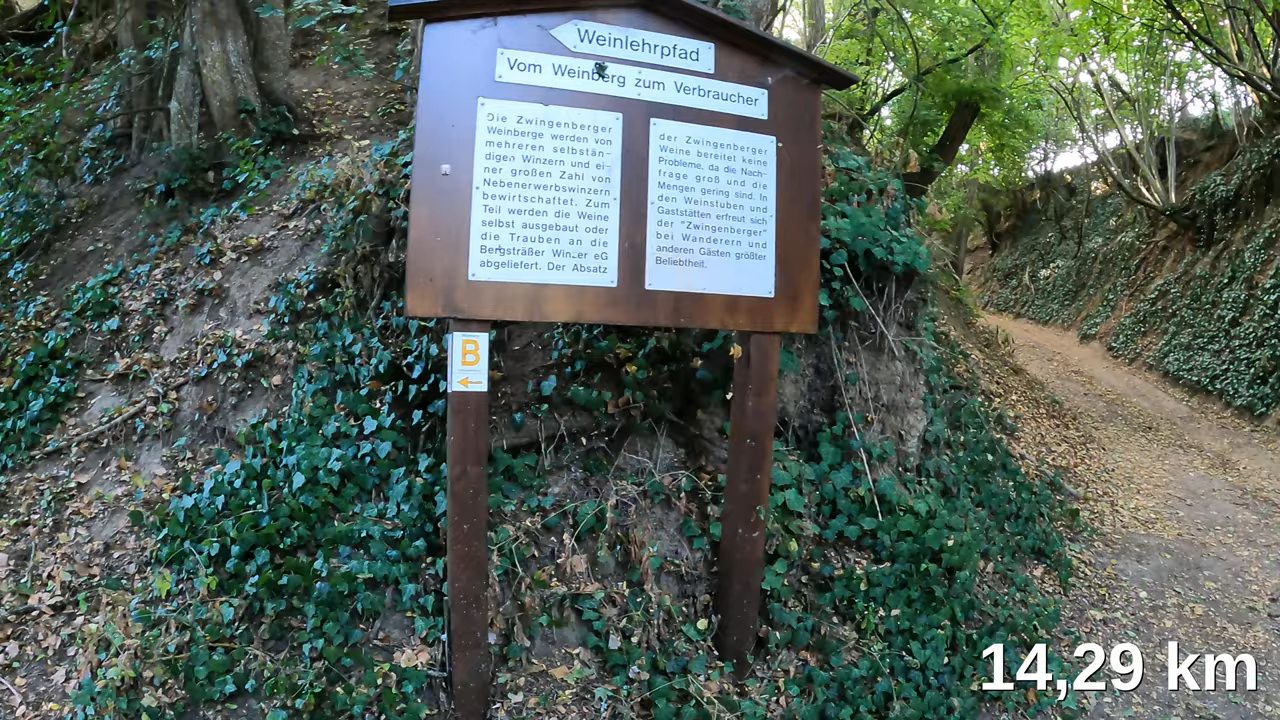 Weinlehrpfad
Vom Weinberg zum Verbraucher
Die Zwingenberger
Weinberge werden von
mehreren selbstän-
digen Winzern und ei-
ner großen Zahl von
Nebenerwerbswinzern
bewirtschaftet. Zum
Teil werden die Weine
selbst ausgebaut oder
die Trauben an die
Bergsträßer Winzer eG
abgeliefert. Der Absatz
der Zwingenberger
Weine bereitet keine
Probleme, da die Nach-
frage groß und die
Mengen gering sind. In
den Weinstuben und
Gaststätten erfreut sich
der "Zwingenberger"
bei Wanderern und
anderen Gästen größter
Beliebtheit.
B
14,29 km